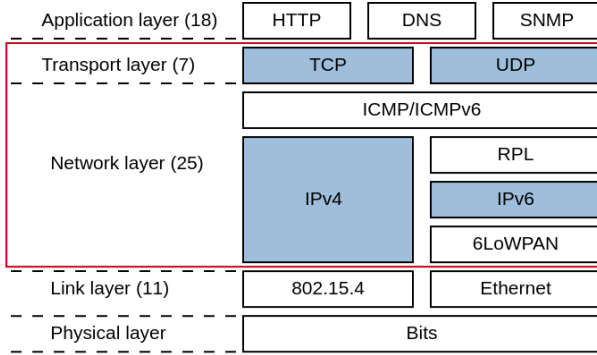 Application layer (18) HTTP DNS SNMP
Transport layer (7) TCP UDP
ICMP/ICMPv6
Network layer (25) IPv4 RPL
IPv6
6LoWPAN
Link layer (11) 802.15.4 Ethernet
Physical layer Bits